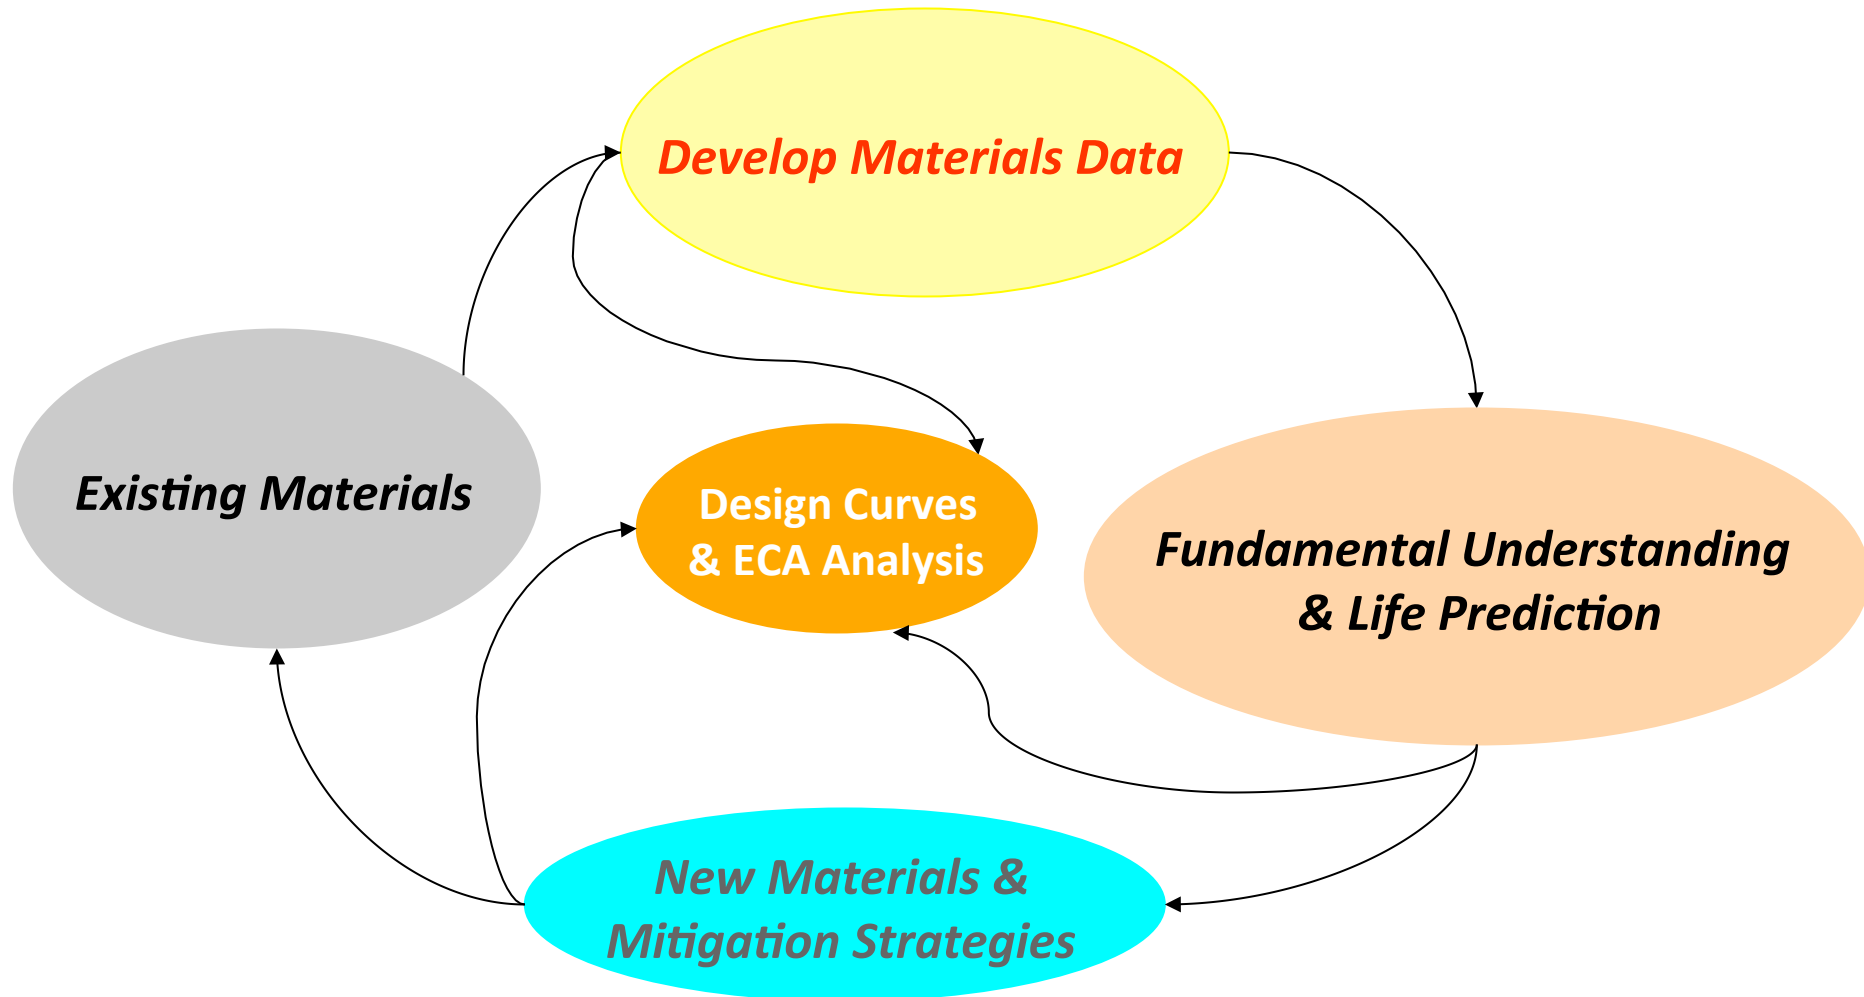 Develop Materials Data
Existing Materials
Design Curves
& ECA Analysis
Fundamental Understanding
& Life Prediction
New Materials &
Mitigation Strategies